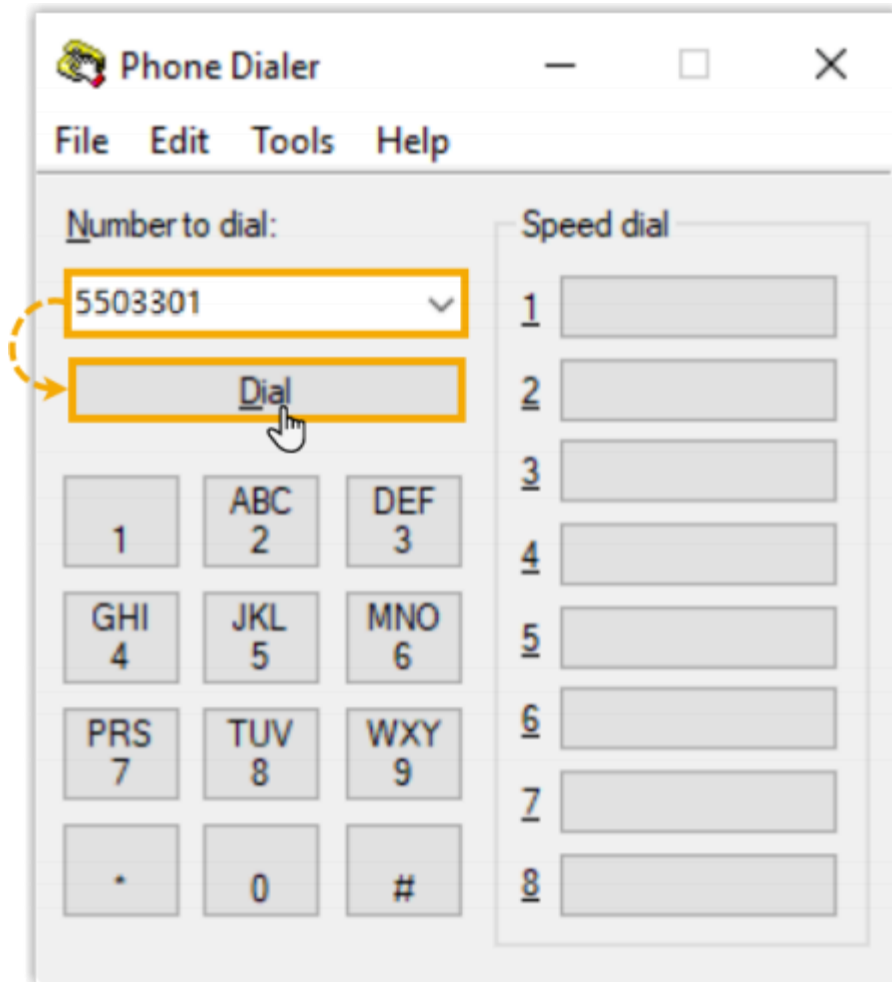 Phone Dialer
File Edit Tools Help
Number to dial:
5503301
Dial
1
ABC
2
DEF
3
GHI
4
JKL
5
MNO
6
PRS
7
TUV
8
WXY
9
*
0
#
Speed dial
1
2
3
4
5
6
7
8